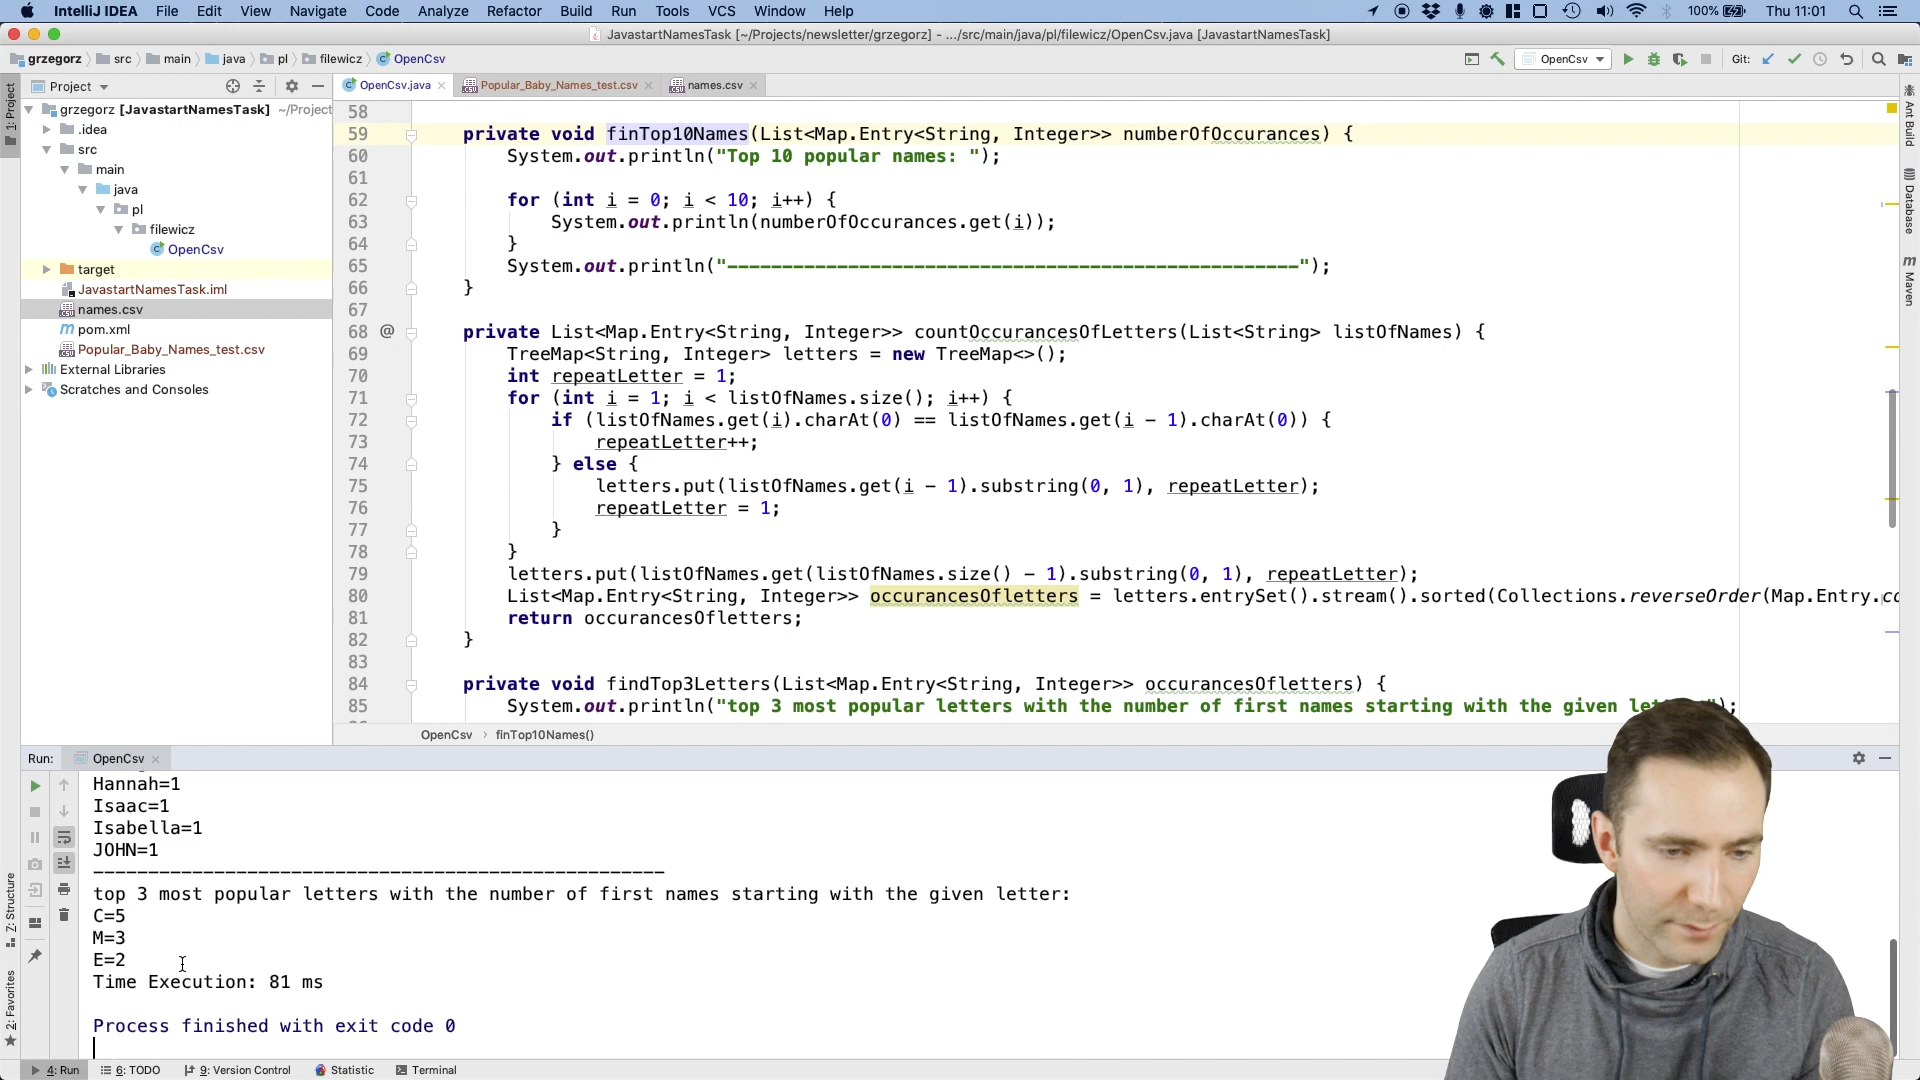 IntelliJ IDEA File Edit View Navigate Code Analyze Refactor Build Run Tools VCS Window Help 100% Thu 11:01
JavastartNamesTask [~/Projects/newsletter/grzegorz] - .../src/main/java/pl/filewicz/OpenCsv.java [JavastartNamesTask]
grzegorz src main java pl filewicz OpenCsv OpenCsv Git:
Project OpenCsv.java Popular_Baby_Names_test.csv names.csv
1: Project
Ant Build
Database
Maven
grzegorz [JavastartNamesTask] ~/Project
.idea
src
main
java
pl
filewicz
OpenCsv
target
JavastartNamesTask.iml
names.csv
pom.xml
Popular_Baby_Names_test.csv
External Libraries
Scratches and Consoles
58
59 private void finTop10Names(List<Map.Entry<String, Integer>> numberOfOccurances) {
60 System.out.println("Top 10 popular names: ");
61
62 for (int i = 0; i < 10; i++) {
63 System.out.println(numberOfOccurances.get(i));
64 }
65 System.out.println("----------------------------------------------------");
66 }
67
68 @ private List<Map.Entry<String, Integer>> countOccurancesOfLetters(List<String> listOfNames) {
69 TreeMap<String, Integer> letters = new TreeMap<>();
70 int repeatLetter = 1;
71 for (int i = 1; i < listOfNames.size(); i++) {
72 if (listOfNames.get(i).charAt(0) == listOfNames.get(i - 1).charAt(0)) {
73 repeatLetter++;
74 } else {
75 letters.put(listOfNames.get(i - 1).substring(0, 1), repeatLetter);
76 repeatLetter = 1;
77 }
78 }
79 letters.put(listOfNames.get(listOfNames.size() - 1).substring(0, 1), repeatLetter);
80 List<Map.Entry<String, Integer>> occurancesOfletters = letters.entrySet().stream().sorted(Collections.reverseOrder(Map.Entry.co
81 return occurancesOfletters;
82 }
83
84 private void findTop3Letters(List<Map.Entry<String, Integer>> occurancesOfletters) {
85 System.out.println("top 3 most popular letters with the number of first names starting with the given let
OpenCsv › finTop10Names()
Run: OpenCsv
Hannah=1
Isaac=1
Isabella=1
JOHN=1
----------------------------------------------------
top 3 most popular letters with the number of first names starting with the given letter:
C=5
M=3
E=2
Time Execution: 81 ms
Process finished with exit code 0
Z: Structure
2: Favorites
4: Run 6: TODO 9: Version Control Statistic Terminal